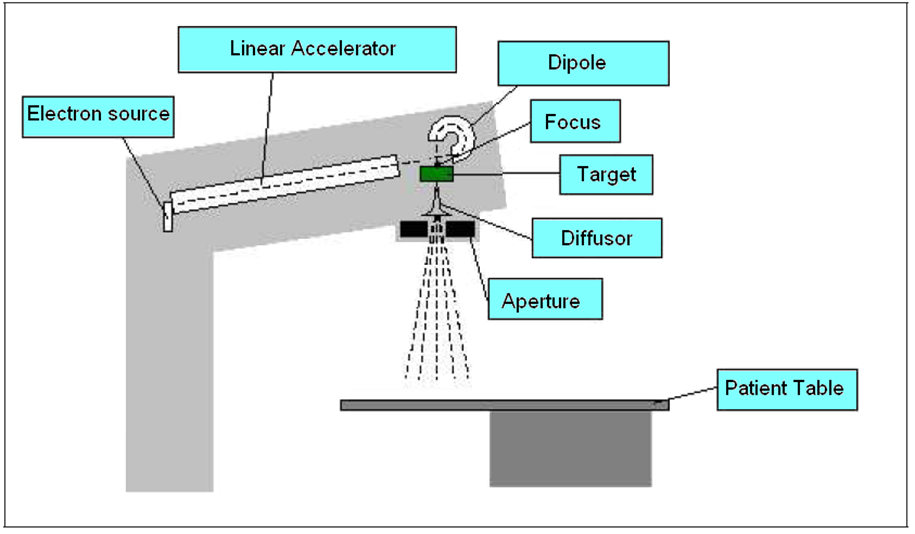 Linear Accelerator
Dipole
Electron source
Focus
Target
Diffusor
Aperture
Patient Table